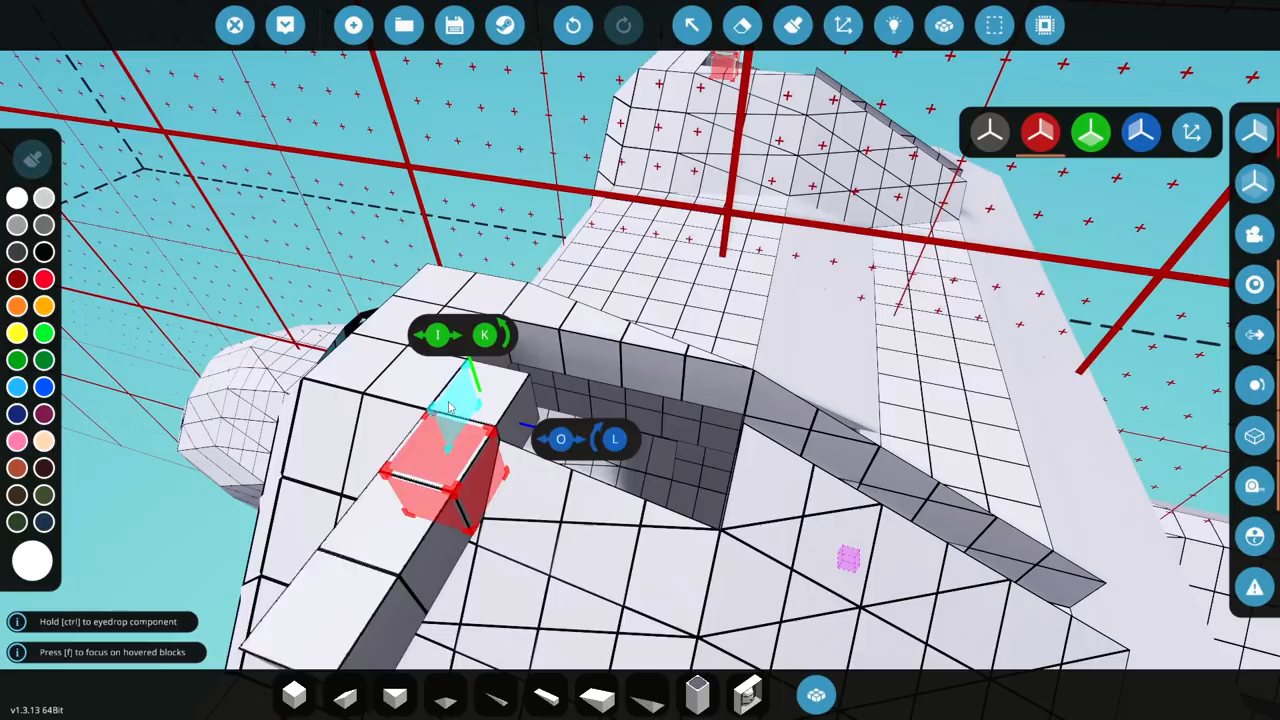 I K
O L
Hold [ctrl] to eyedrop component
Press [f] to focus on hovered blocks
v1.3.13 64Bit